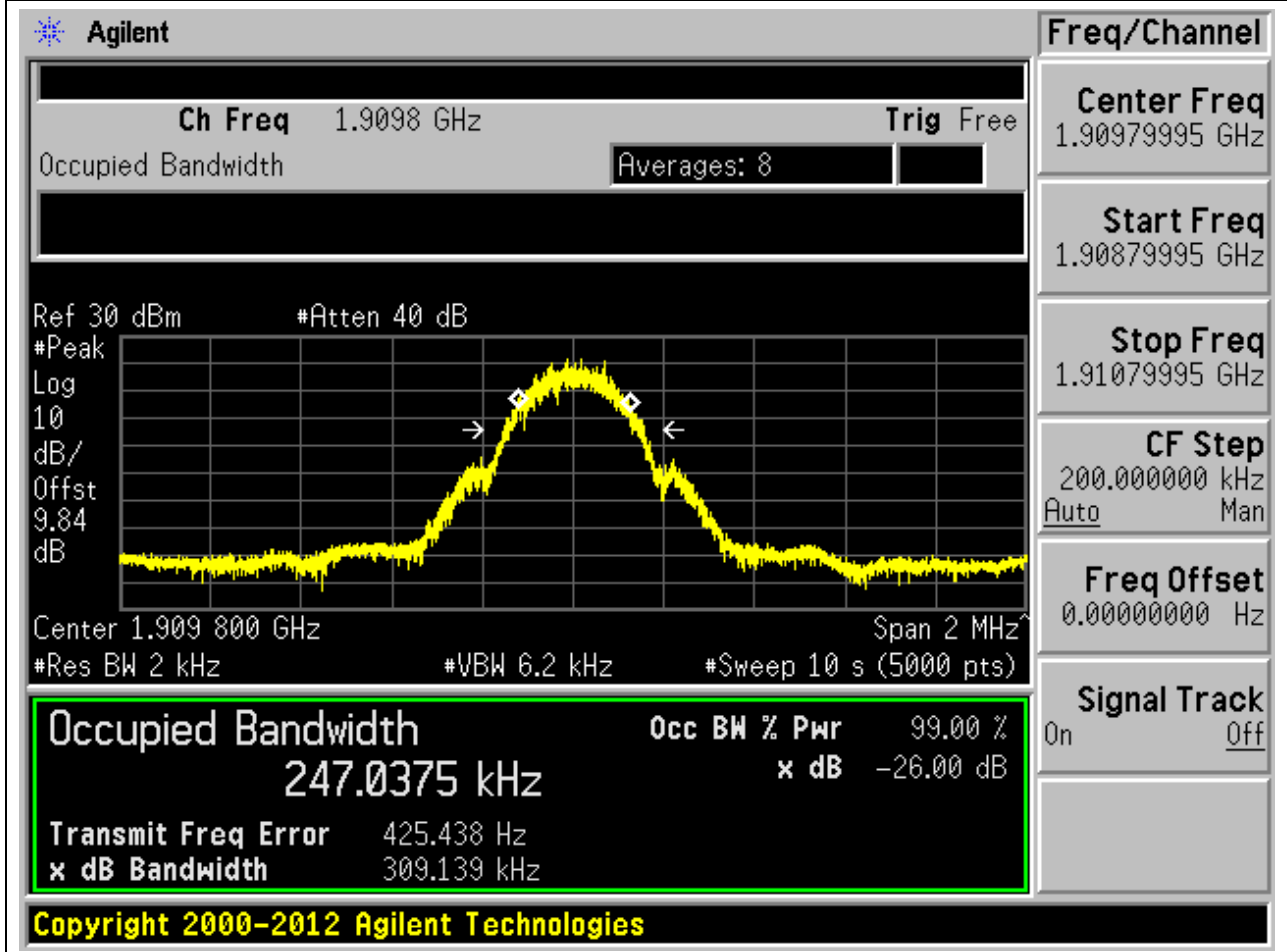 Agilent
Freq/Channel
Ch Freq 1.9098 GHz Trig Free
Occupied Bandwidth Averages: 8
Center Freq
1.90979995 GHz
Start Freq
1.90879995 GHz
Stop Freq
1.91079995 GHz
CF Step
200.000000 kHz
Auto Man
Freq Offset
0.00000000 Hz
Signal Track
On Off
Ref 30 dBm #Atten 40 dB
#Peak
Log
10
dB/
Offst
9.84
dB
Center 1.909 800 GHz Span 2 MHz^
#Res BW 2 kHz #VBW 6.2 kHz #Sweep 10 s (5000 pts)
Occupied Bandwidth Occ BW % Pwr 99.00 %
247.0375 kHz x dB -26.00 dB
Transmit Freq Error 425.438 Hz
x dB Bandwidth 309.139 kHz
Copyright 2000-2012 Agilent Technologies